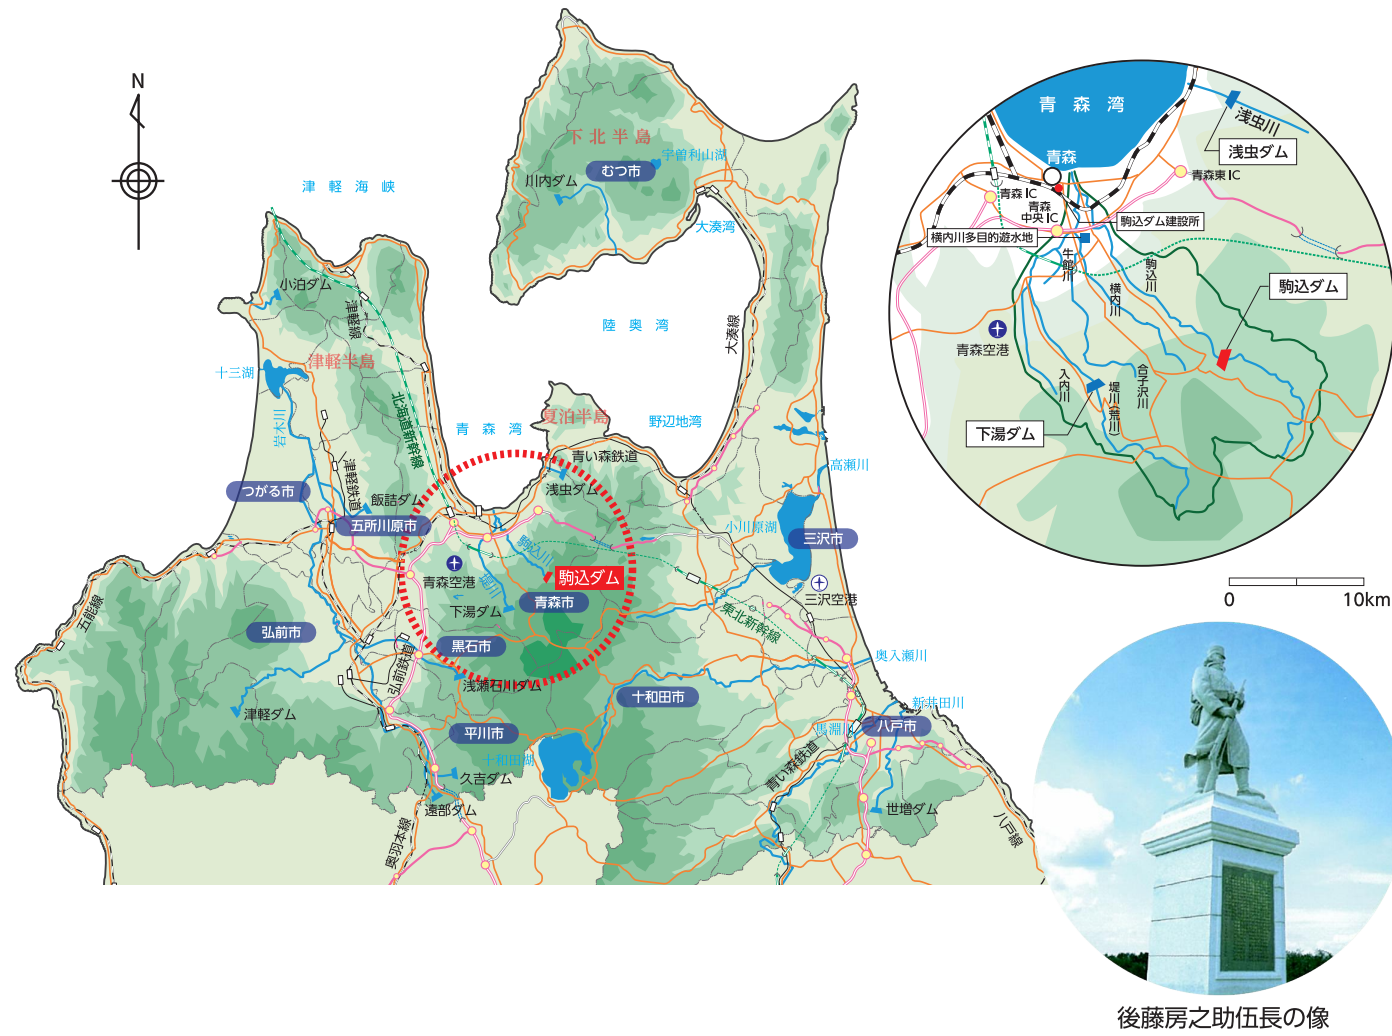 N
津軽海峡
下北半島
宇曽利山湖
むつ市
川内ダム
大湊湾
小泊ダム
津軽線
陸奥湾
大湊線
津軽半島
十三湖
北海道新幹線
岩木川
夏泊半島
野辺地湾
青森湾
青い森鉄道
高瀬川
津軽鉄道
浅虫ダム
つがる市
飯詰ダム
五所川原市
小川原湖
三沢市
駒込川
駒込ダム
青森空港
堤川
三沢空港
下湯ダム
青森市
五能線
東北新幹線
弘前市
黒石市
弘前鉄道
奥入瀬川
浅瀬石川ダム
十和田市
津軽ダム
新井田川
平川市
馬淵川
八戸市
十和田湖
久吉ダム
青い森鉄道
遠部ダム
世増ダム
奥羽本線
八戸線
青森湾
浅虫川
浅虫ダム
青森
青森東IC
青森IC
青森
中央IC
駒込ダム建設所
横内川多目的遊水地
牛館川
駒込川
横内川
駒込ダム
青森空港
入内川
合子沢川
堤川(荒川)
下湯ダム
0 10km
後藤房之助伍長の像